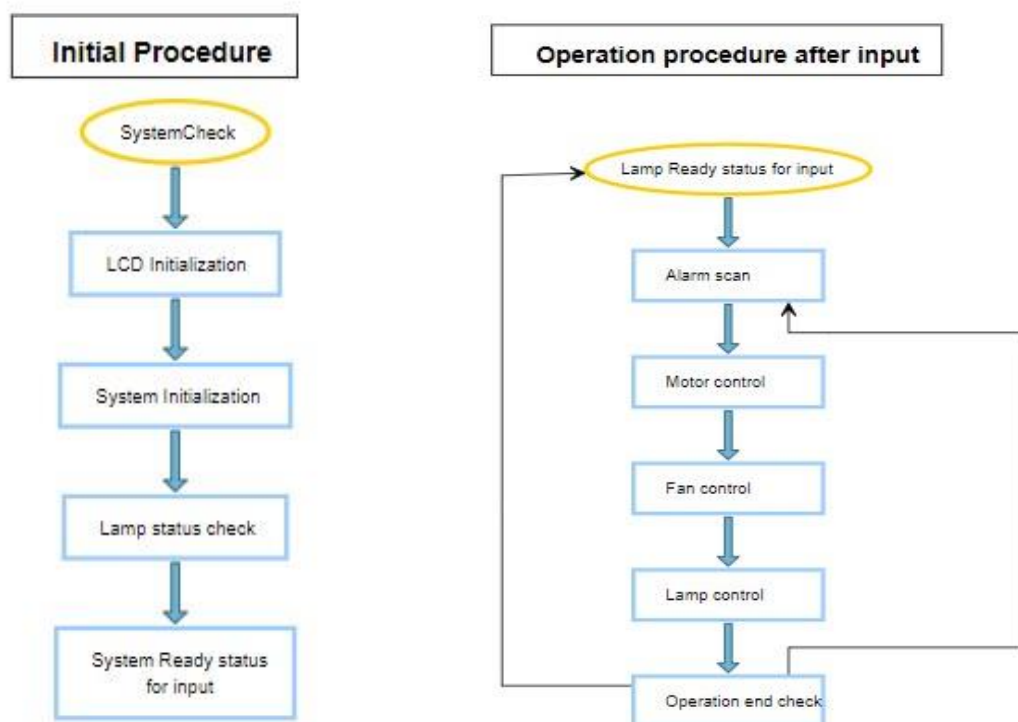 Initial Procedure
SystemCheck
LCD Initialization
System Initialization
Lamp status check
System Ready status
for input
Operation procedure after input
Lamp Ready status for input
Alarm scan
Motor control
Fan control
Lamp control
Operation end check